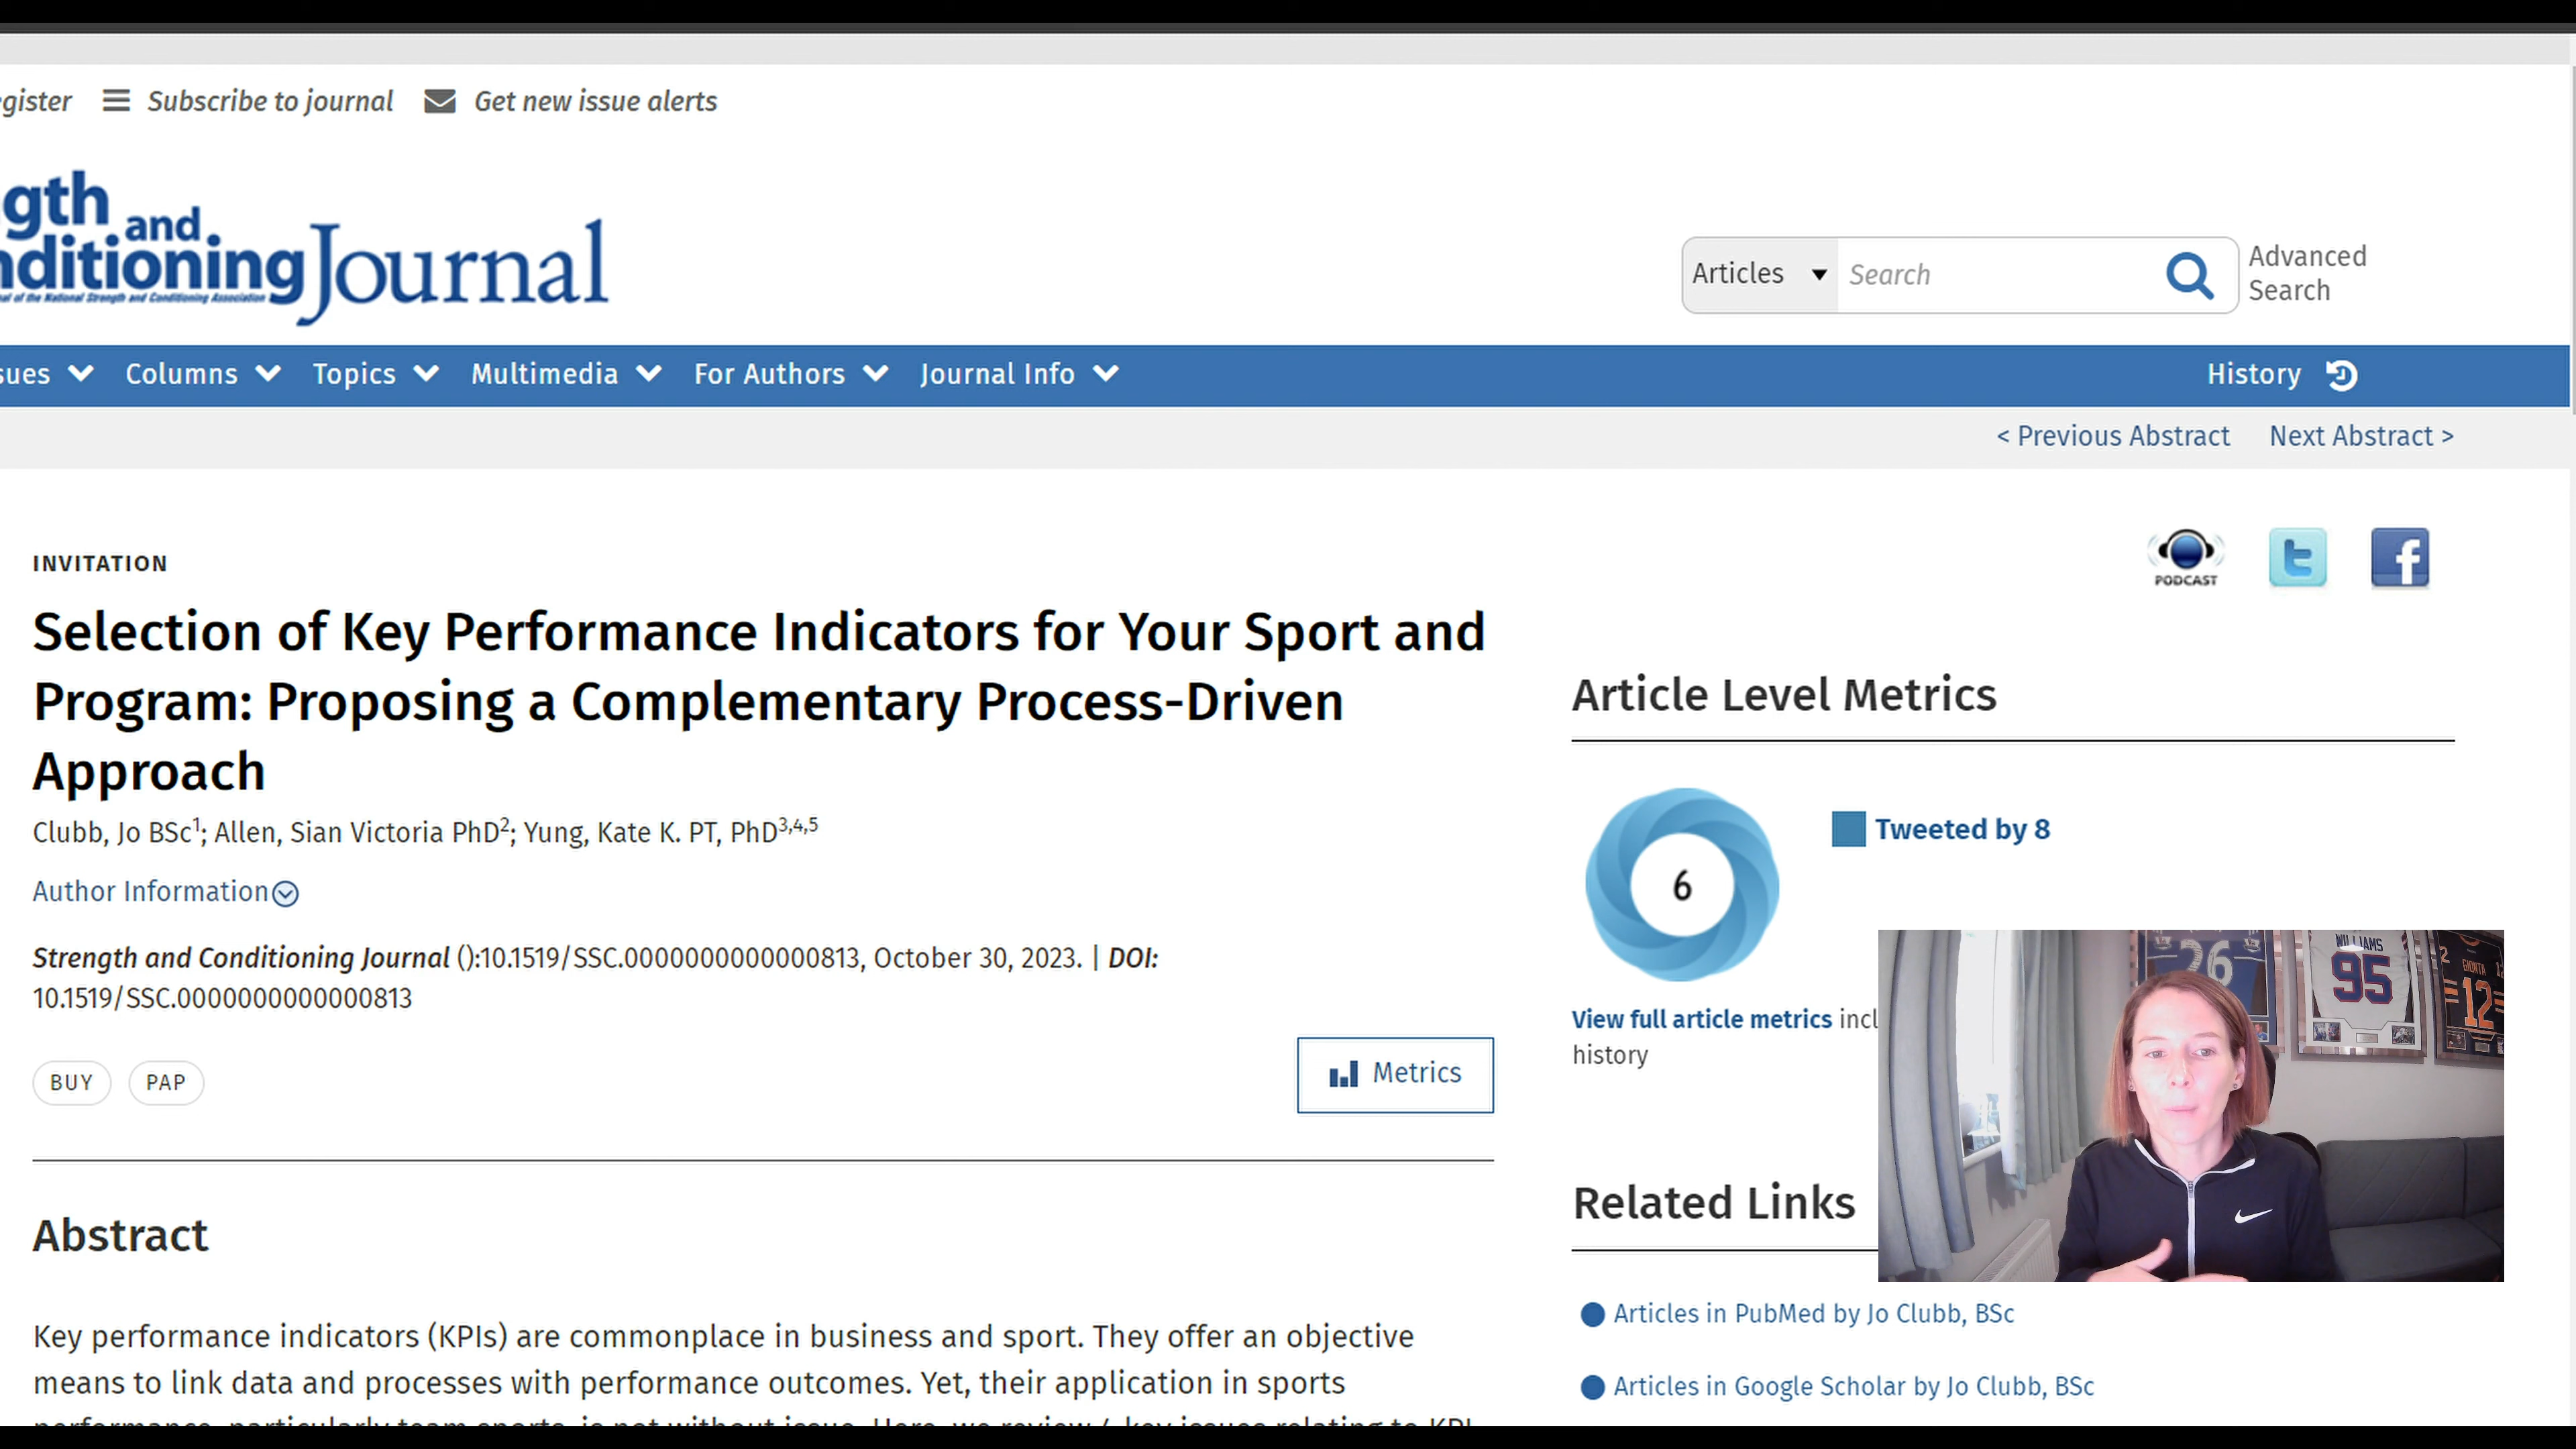 Subscribe to journal Get new issue alerts
and
Journal
Articles Search
Advanced
Search
Columns Topics Multimedia For Authors Journal Info History
< Previous Abstract Next Abstract >
INVITATION
PODCAST
Selection of Key Performance Indicators for Your Sport and
Program: Proposing a Complementary Process-Driven
Approach
Clubb, Jo BSc1; Allen, Sian Victoria PhD2; Yung, Kate K. PT, PhD3,4,5
Author Information
Strength and Conditioning Journal ():10.1519/SSC.0000000000000813, October 30, 2023. | DOI:
10.1519/SSC.0000000000000813
BUY PAP
Metrics
Abstract
Key performance indicators (KPIs) are commonplace in business and sport. They offer an objective
means to link data and processes with performance outcomes. Yet, their application in sports
Article Level Metrics
6
Tweeted by 8
View full article metrics
history
Related Links
Articles in PubMed by Jo Clubb, BSc
Articles in Google Scholar by Jo Clubb, BSc
26
WILLIAMS
95
GIONTA
12